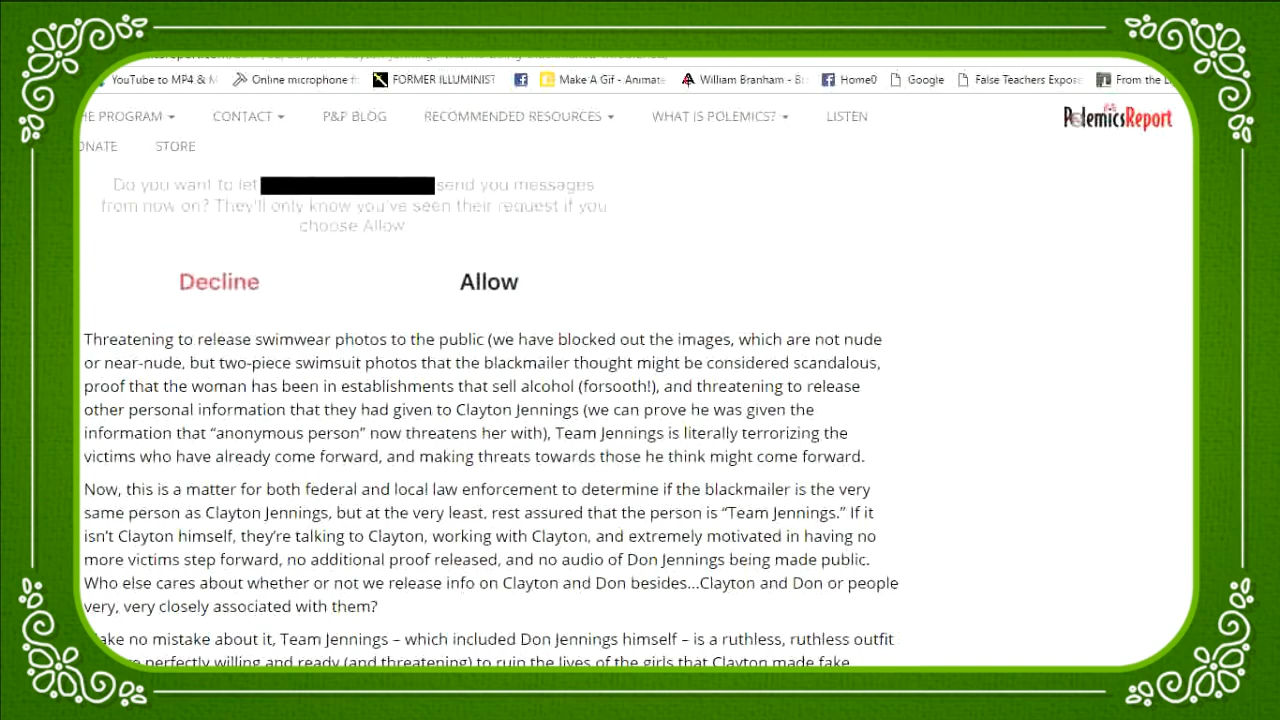 YouTube to MP4 & M Online microphone f FORMER ILLUMINIST Make A Gif - Animate William Branham - B Home0 Google False Teachers Expos From the
HE PROGRAM CONTACT P&P BLOG RECOMMENDED RESOURCES WHAT IS POLEMICS? LISTEN
PolemicsReport
ONATE STORE
Do you want to let send you messages
from now on? They'll only know you've seen their request if you
choose Allow
Decline Allow
Threatening to release swimwear photos to the public (we have blocked out the images, which are not nude
or near-nude, but two-piece swimsuit photos that the blackmailer thought might be considered scandalous,
proof that the woman has been in establishments that sell alcohol (forsooth!), and threatening to release
other personal information that they had given to Clayton Jennings (we can prove he was given the
information that “anonymous person” now threatens her with), Team Jennings is literally terrorizing the
victims who have already come forward, and making threats towards those he think might come forward.
Now, this is a matter for both federal and local law enforcement to determine if the blackmailer is the very
same person as Clayton Jennings, but at the very least, rest assured that the person is “Team Jennings.” If it
isn’t Clayton himself, they’re talking to Clayton, working with Clayton, and extremely motivated in having no
more victims step forward, no additional proof released, and no audio of Don Jennings being made public.
Who else cares about whether or not we release info on Clayton and Don besides…Clayton and Don or people
very, very closely associated with them?
ake no mistake about it, Team Jennings – which included Don Jennings himself – is a ruthless, ruthless outfit
perfectly willing and ready (and threatening) to ruin the lives of the girls that Clayton made fake